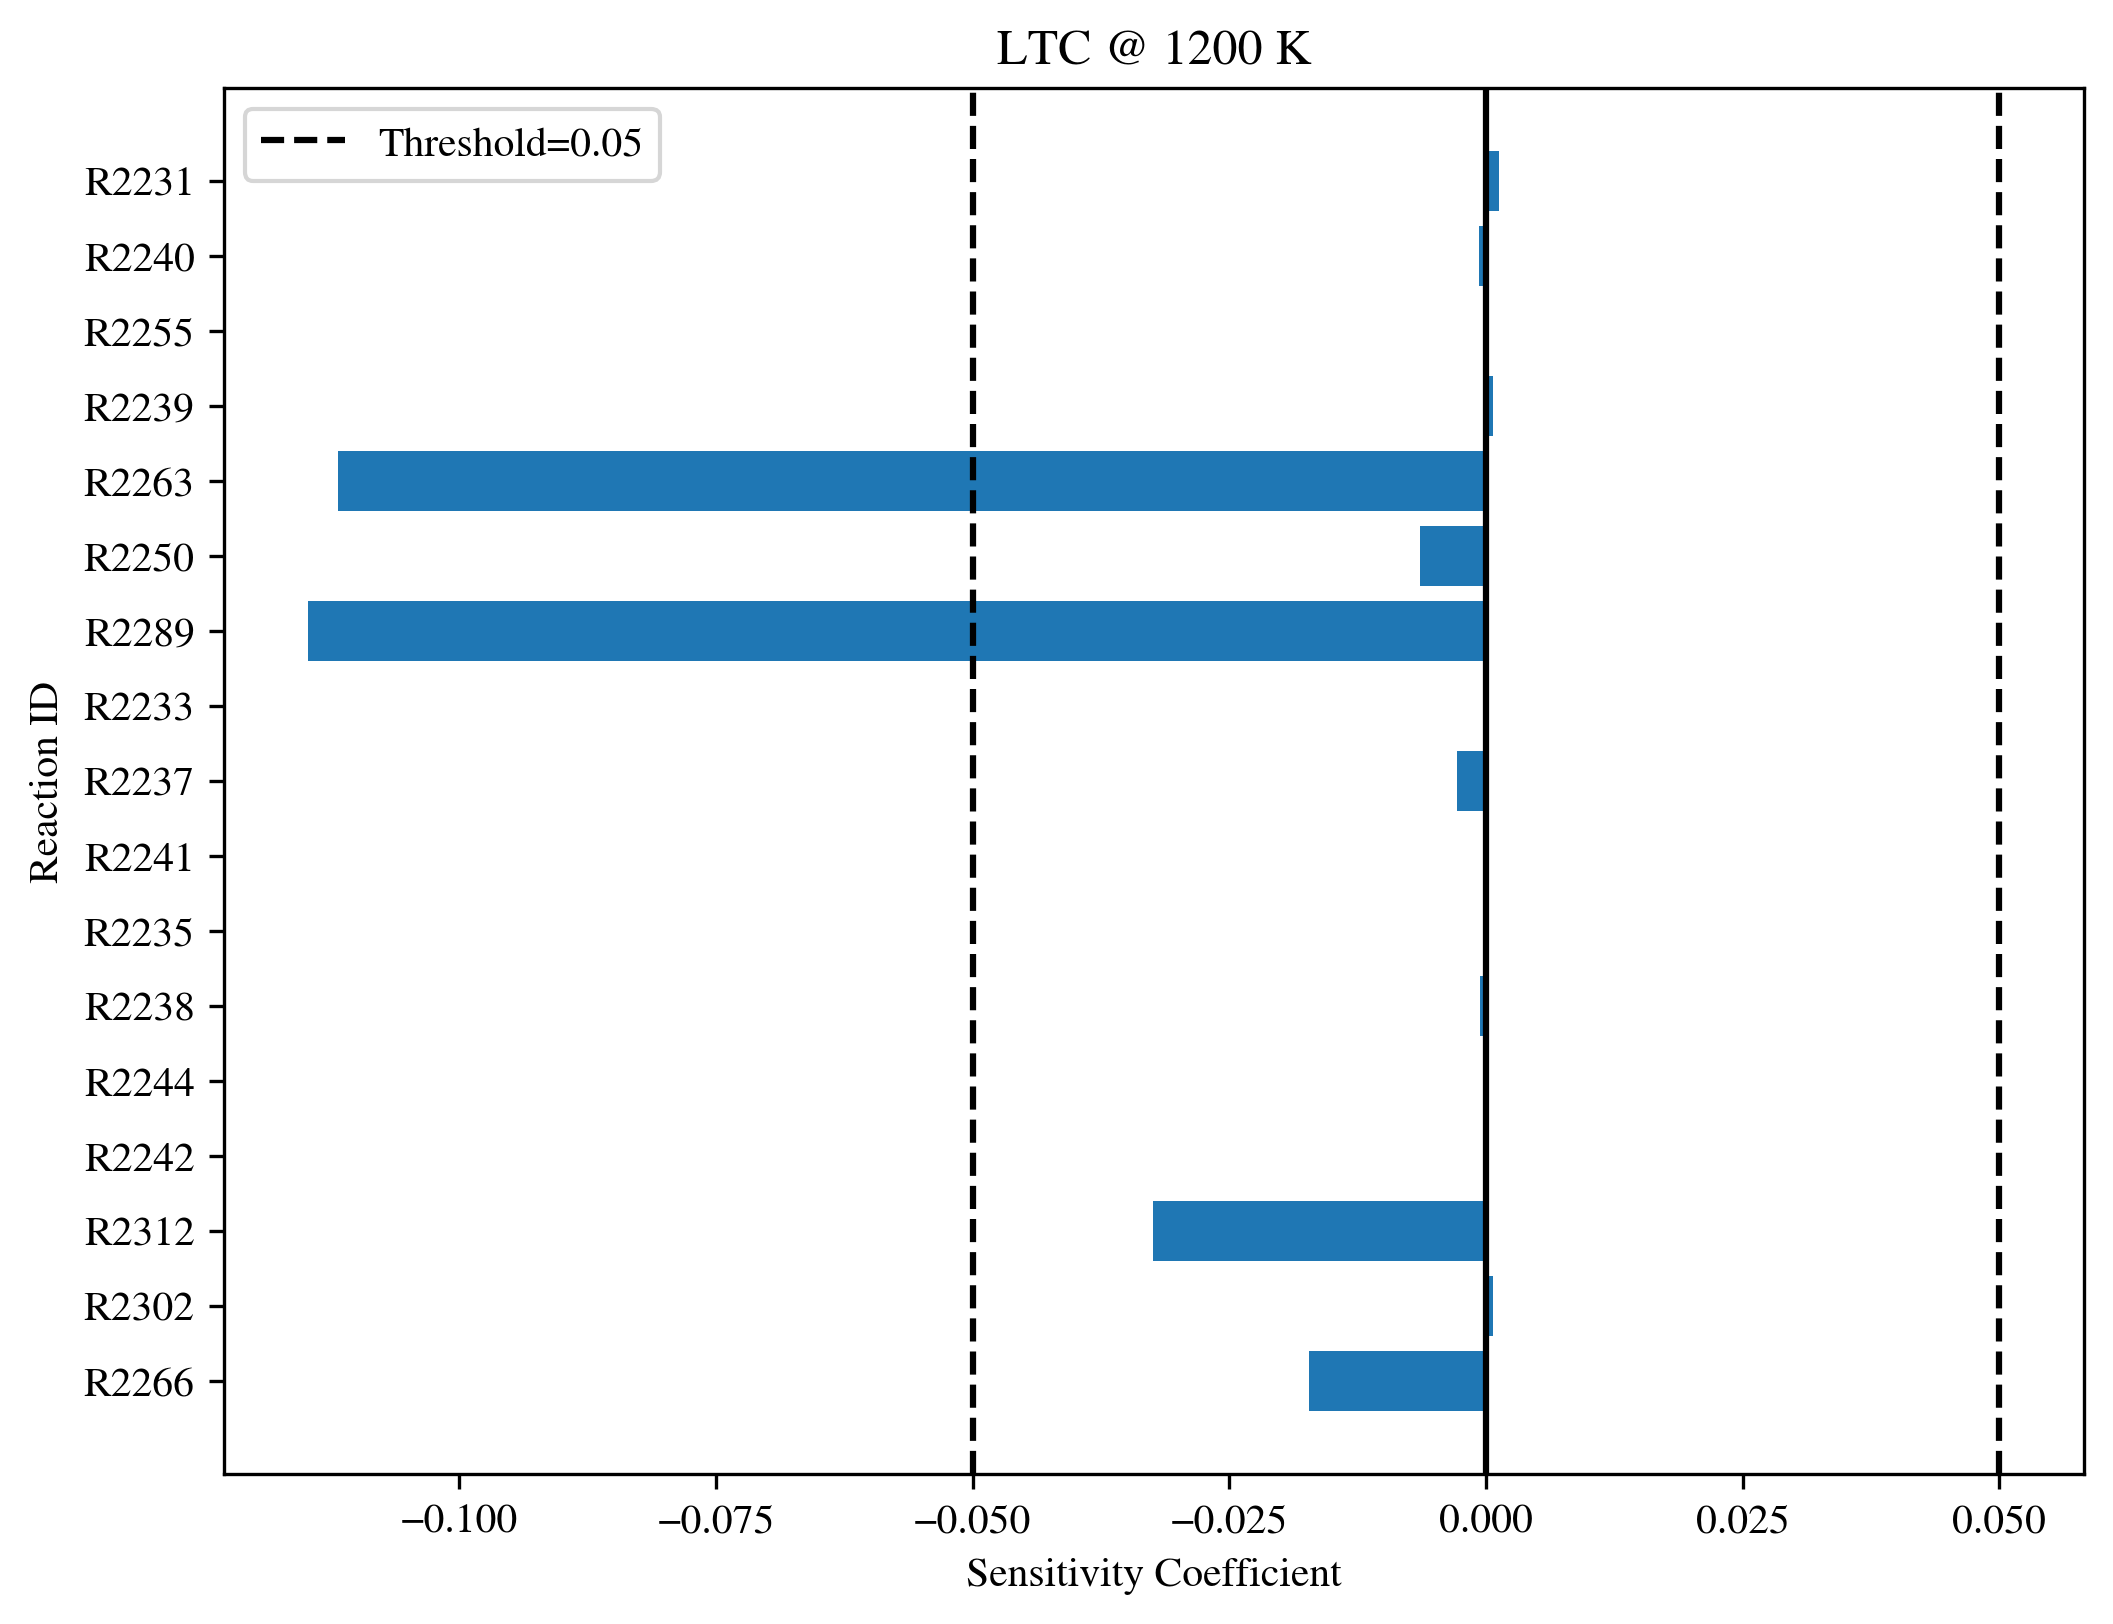 LTC @ 1200 K
Threshold=0.05
R2231
R2240
R2255
R2239
R2263
R2250
R2289
R2233
R2237
R2241
R2235
R2238
R2244
R2242
R2312
R2302
R2266
Reaction ID
−0.100 −0.075 −0.050 −0.025 0.000 0.025 0.050
Sensitivity Coefficient